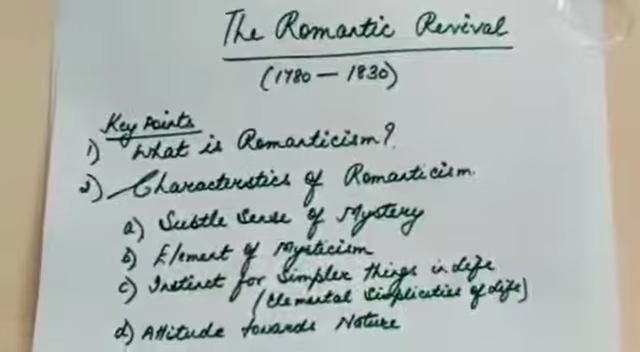 The Romantic Revival
(1780 — 1830)
Key Points
1) What is Romanticism?
2) Characterstics of Romanticism
a) Subtle Sense of Mystery
b) Element of Mysticism
c) Instinct for Simpler things in life
(Elemental Simplicities of life)
d) Attitude towards Nature